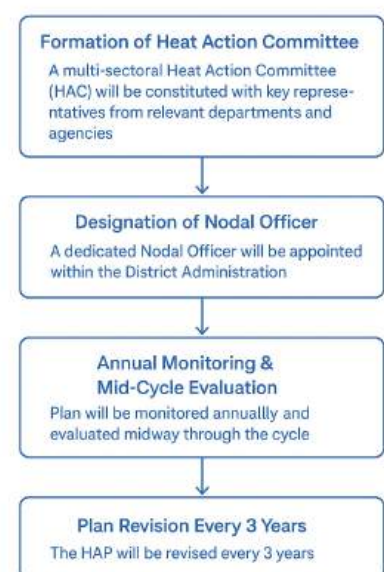 Formation of Heat Action Committee
A multi-sectoral Heat Action Committee
(HAC) will be constituted with key represe-
ntatives from relevant departments and
agencies
Designation of Nodal Officer
A dedicated Nodal Officer will be appointed
within the District Administration
Annual Monitoring &
Mid-Cycle Evaluation
Plan will be monitored annuallly and
evaluated midway through the cycle
Plan Revision Every 3 Years
The HAP will be revised every 3 years